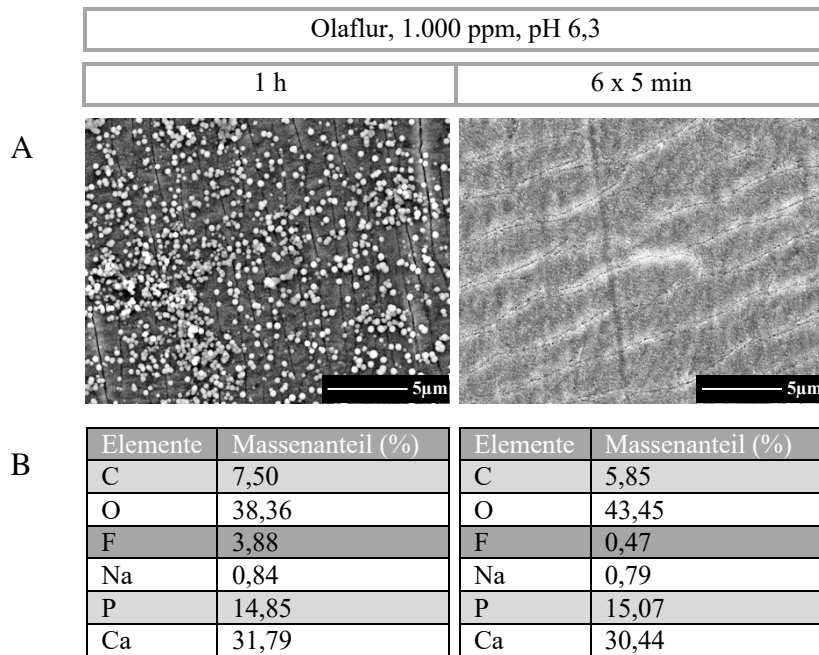 Olaflur, 1.000 ppm, pH 6,3
1 h 6 x 5 min
A
5µm 5µm
B
Elemente Massenanteil (%) Elemente Massenanteil (%)
C 7,50 C 5,85
O 38,36 O 43,45
F 3,88 F 0,47
Na 0,84 Na 0,79
P 14,85 P 15,07
Ca 31,79 Ca 30,44